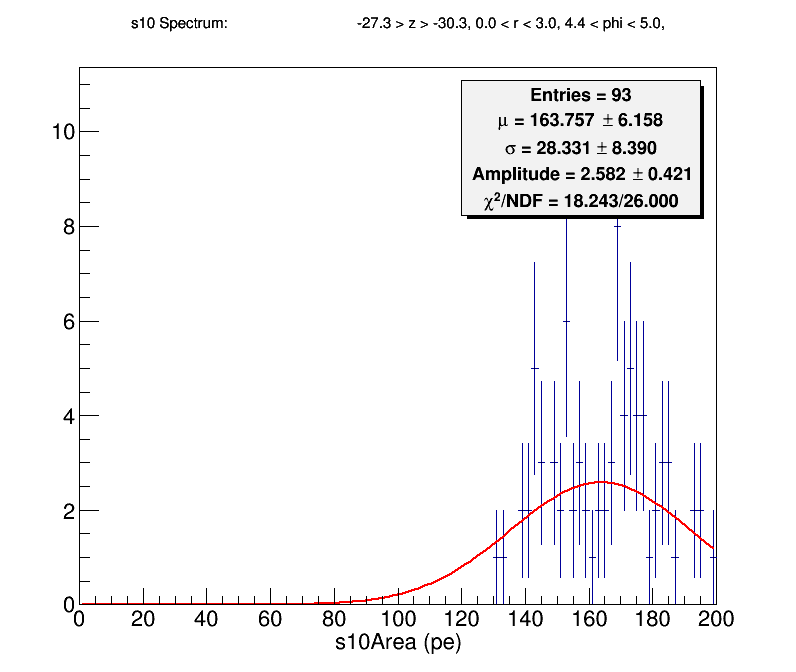 s10 Spectrum: -27.3 > z > -30.3, 0.0 < r < 3.0, 4.4 < phi < 5.0,
Entries = 93
μ = 163.757 ± 6.158
σ = 28.331 ± 8.390
Amplitude = 2.582 ± 0.421
χ²/NDF = 18.243/26.000
10
8
6
4
2
0
0 20 40 60 80 100 120 140 160 180 200
s10Area (pe)